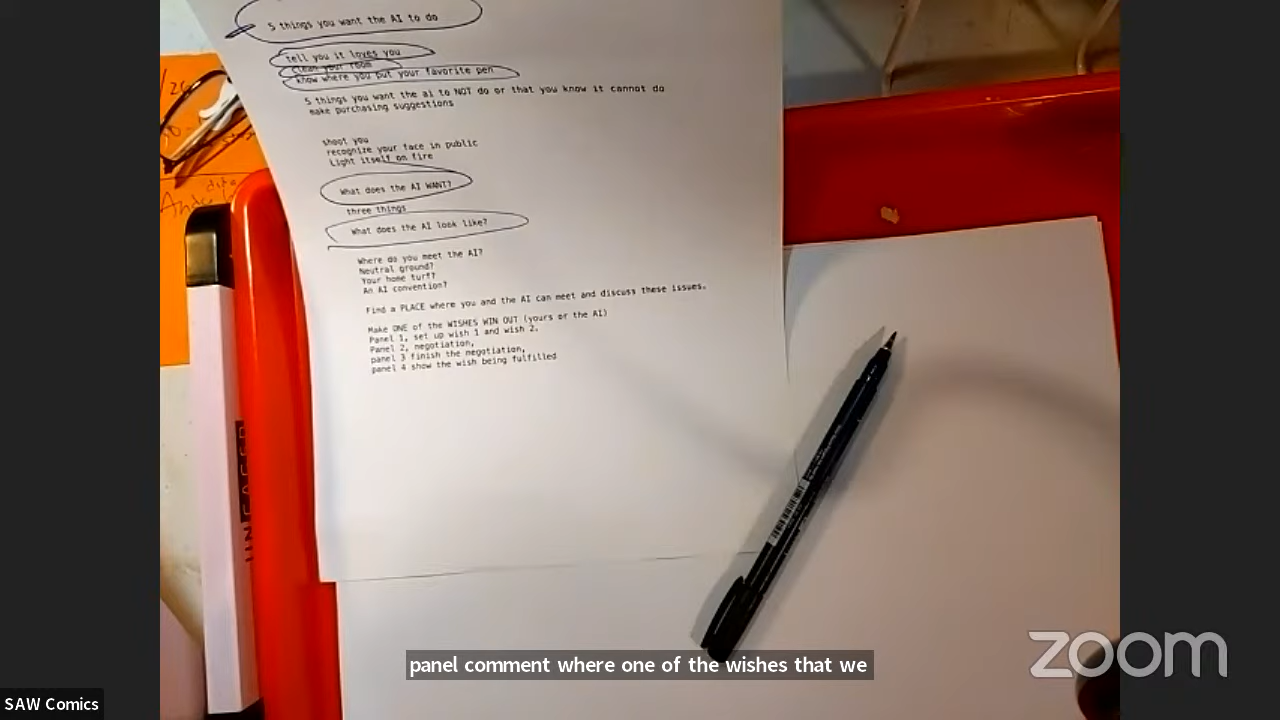 5 things you want the AI to do
tell you it loves you
clean your room
know where you put your favorite pen
5 things you want the ai to NOT do or that you know it cannot do
make purchasing suggestions
shoot you
recognize your face in public
Light itself on fire
What does the AI WANT?
three things
What does the AI look like?
Where do you meet the AI?
Neutral ground?
Your home turf?
An AI convention?
Find a PLACE where you and the AI can meet and discuss these issues.
Make ONE of the WISHES WIN OUT (yours or the AI)
Panel 1, set up wish 1 and wish 2,
Panel 2, negotiation,
panel 3 finish the negotiation,
panel 4 show the wish being fulfilled
panel comment where one of the wishes that we
zoom
SAW Comics